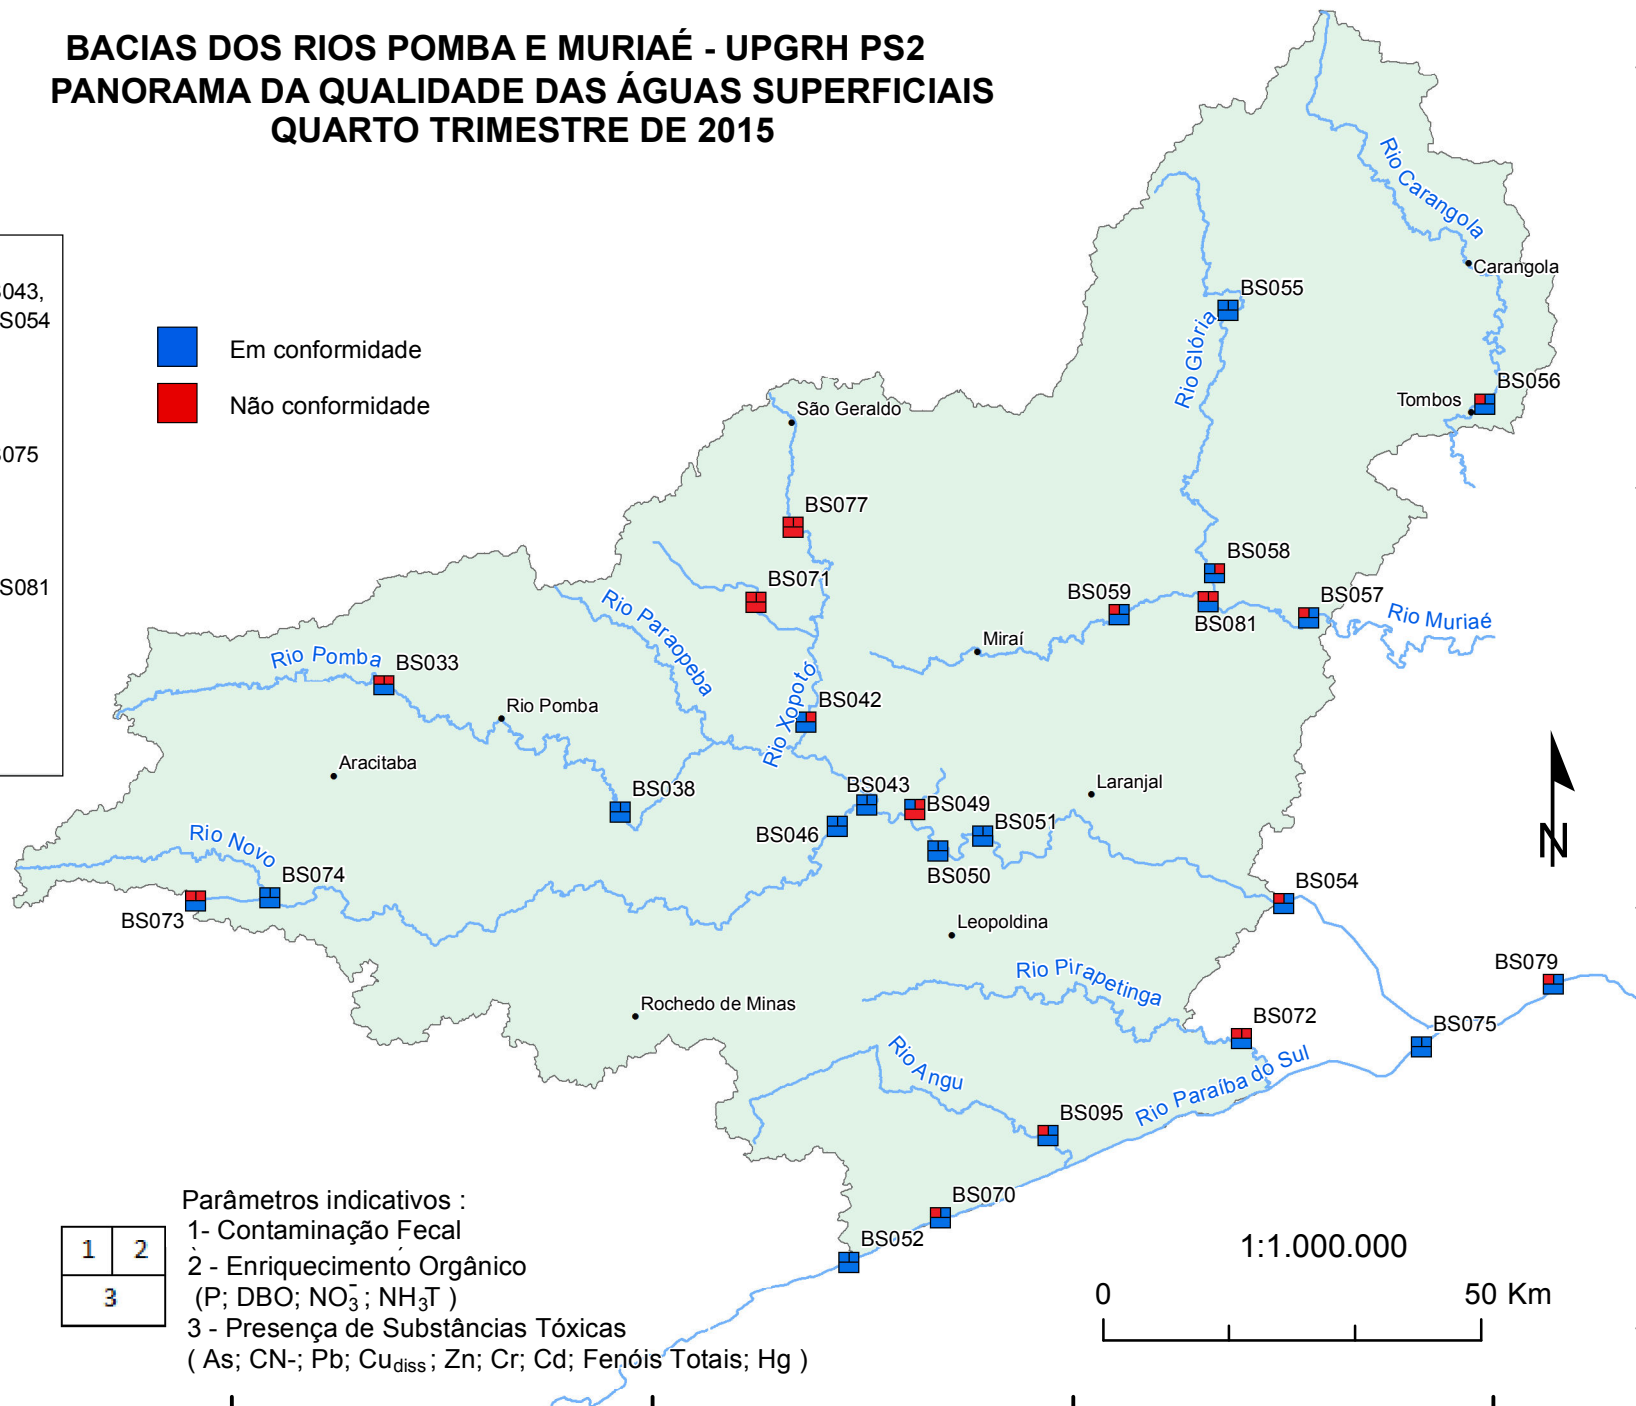 BACIAS DOS RIOS POMBA E MURIAÉ - UPGRH PS2
PANORAMA DA QUALIDADE DAS ÁGUAS SUPERFICIAIS
QUARTO TRIMESTRE DE 2015
Rio Carangola
Carangola
043,
S054
BS055
Em conformidade
Rio Glória
BS056
Tombos
Não conformidade
São Geraldo
075
BS077
BS058
BS071
S081
BS059
BS057
Rio Paraopeba
BS081
Rio Muriaé
Miraí
Rio Pomba
BS033
Rio Xopotó
BS042
Rio Pomba
Aracitaba
BS038
BS043
BS049
Laranjal
BS046
BS051
Rio Novo
BS074
BS050
BS054
BS073
Leopoldina
Rio Pirapetinga
BS079
Rochedo de Minas
BS072
BS075
Rio Angu
Rio Paraíba do Sul
BS095
BS070
BS052
N
Parâmetros indicativos :
1 2
3
1- Contaminação Fecal
2 - Enriquecimento Orgânico
(P; DBO; NO₃⁻; NH₃T )
3 - Presença de Substâncias Tóxicas
( As; CN-; Pb; Cudiss ; Zn; Cr; Cd; Fenóis Totais; Hg )
1:1.000.000
0 50 Km